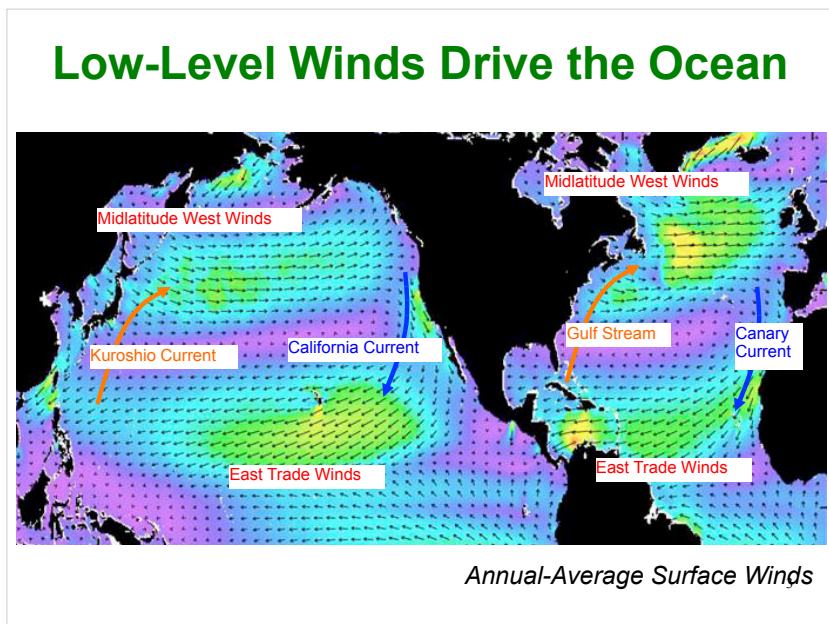 Low-Level Winds Drive the Ocean
Midlatitude West Winds
Midlatitude West Winds
Kuroshio Current
California Current
Gulf Stream
Canary
Current
East Trade Winds
East Trade Winds
Annual-Average Surface Winds